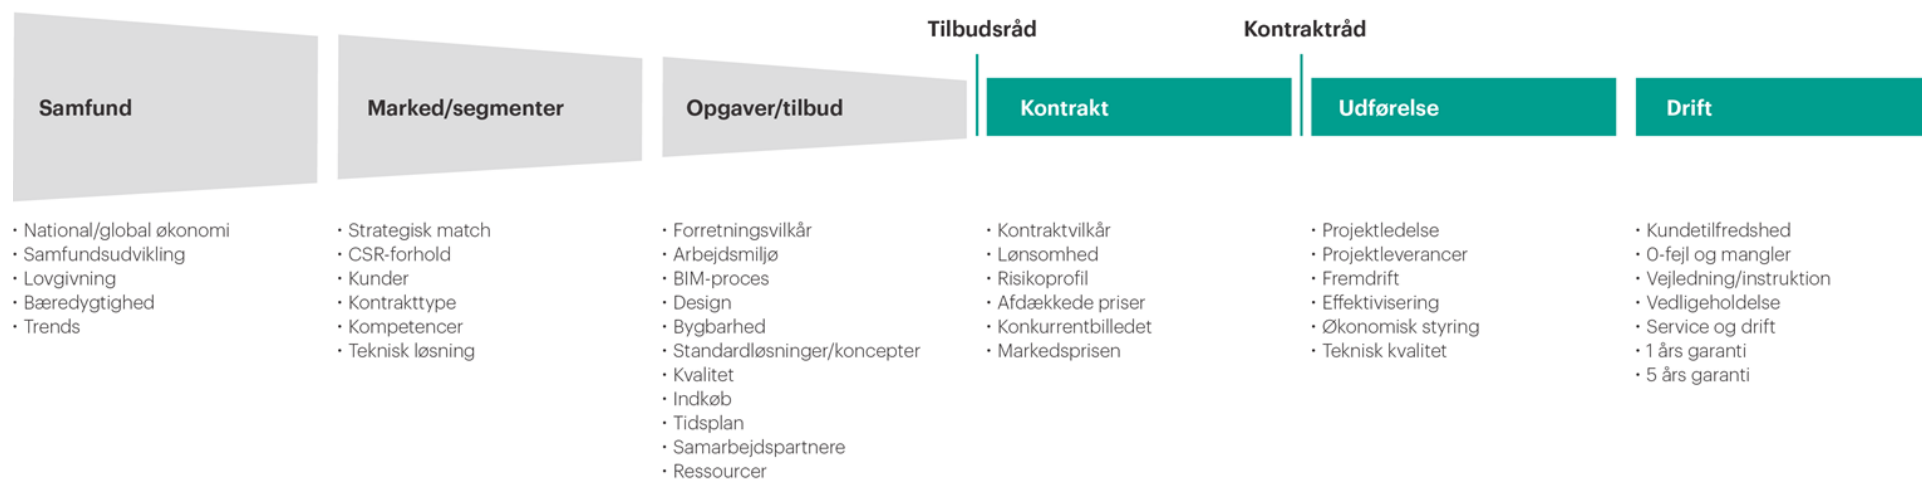 Tilbudsråd
Kontraktråd
Samfund
Marked/segmenter
Opgaver/tilbud
Kontrakt
Udførelse
Drift
· National/global økonomi
· Samfundsudvikling
· Lovgivning
· Bæredygtighed
· Trends
· Strategisk match
· CSR-forhold
· Kunder
· Kontrakttype
· Kompetencer
· Teknisk løsning
· Forretningsvilkår
· Arbejdsmiljø
· BIM-proces
· Design
· Bygbarhed
· Standardløsninger/koncepter
· Kvalitet
· Indkøb
· Tidsplan
· Samarbejdspartnere
· Ressourcer
· Kontraktvilkår
· Lønsomhed
· Risikoprofil
· Afdækkede priser
· Konkurrentbilledet
· Markedsprisen
· Projektledelse
· Projektleverancer
· Fremdrift
· Effektivisering
· Økonomisk styring
· Teknisk kvalitet
· Kundetilfredshed
· 0-fejl og mangler
· Vejledning/instruktion
· Vedligeholdelse
· Service og drift
· 1 års garanti
· 5 års garanti